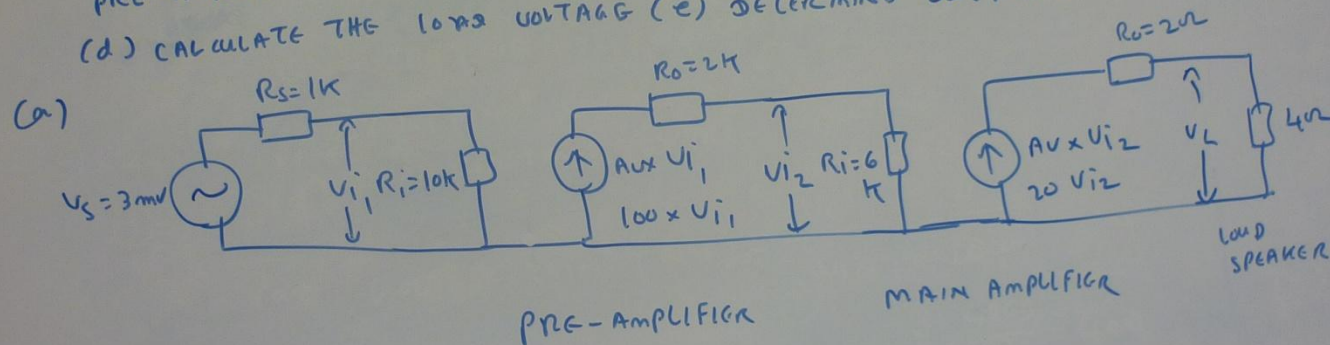 (d) CALCULATE THE LOAD VOLTAGE (e)
(a)
Rs=1K
Vs=3mV
Vi1
Ri=10K
Ro=2K
Av x Vi1
100 x Vi1
Vi2
Ri=6
K
Ro=2Ω
Av x Vi2
20 Vi2
VL
4Ω
LOUD
SPEAKER
PRE-AMPLIFIER
MAIN AMPLIFIER